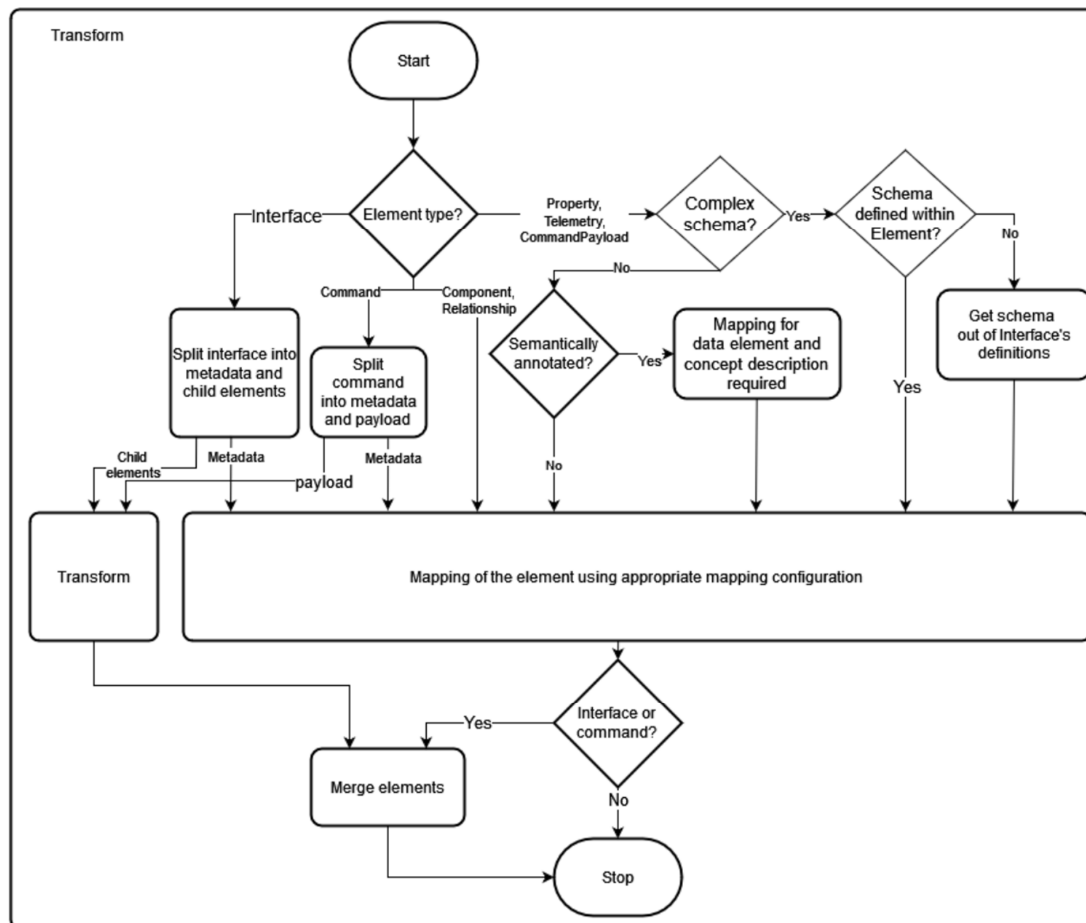 Transform
Start
Element type?
Interface
Property,
Telemetry,
CommandPayload
Complex
schema?
Yes
Schema
defined within
Element?
No
No
Command
Component,
Relationship
Split interface into
metadata and
child elements
Split
command
into metadata
and payload
Semantically
annotated?
Yes
Mapping for
data element and
concept description
required
Yes
Get schema
out of Interface's
definitions
Child
elements
Metadata
payload
Metadata
No
Transform
Mapping of the element using appropriate mapping configuration
Interface or
command?
Yes
Merge elements
No
Stop